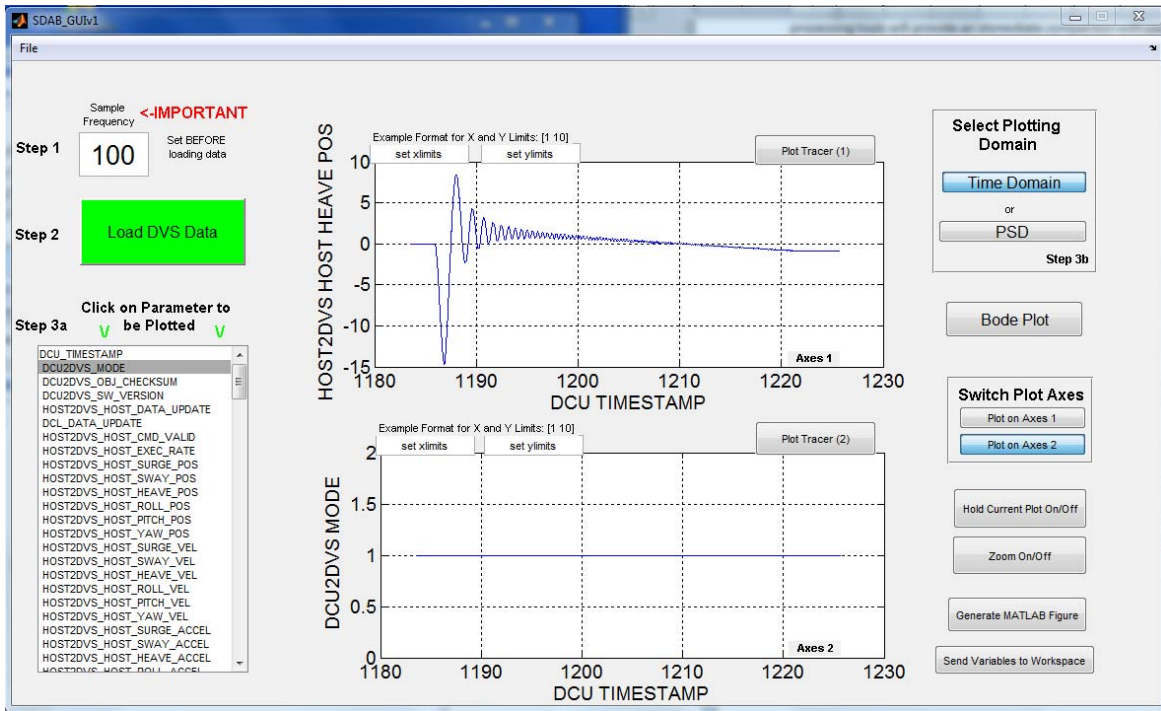 SDAB_GUIv1
File
Sample
Frequency
<-IMPORTANT
Step 1
100
Set BEFORE
loading data
Step 2
Load DVS Data
Click on Parameter to
Step 3a
\/ be Plotted \/
DCU_TIMESTAMP
DCU2DVS_MODE
DCU2DVS_OBJ_CHECKSUM
DCU2DVS_SW_VERSION
HOST2DVS_HOST_DATA_UPDATE
DCL_DATA_UPDATE
HOST2DVS_HOST_CMD_VALID
HOST2DVS_HOST_EXEC_RATE
HOST2DVS_HOST_SURGE_POS
HOST2DVS_HOST_SWAY_POS
HOST2DVS_HOST_HEAVE_POS
HOST2DVS_HOST_ROLL_POS
HOST2DVS_HOST_PITCH_POS
HOST2DVS_HOST_YAW_POS
HOST2DVS_HOST_SURGE_VEL
HOST2DVS_HOST_SWAY_VEL
HOST2DVS_HOST_HEAVE_VEL
HOST2DVS_HOST_ROLL_VEL
HOST2DVS_HOST_PITCH_VEL
HOST2DVS_HOST_YAW_VEL
HOST2DVS_HOST_SURGE_ACCEL
HOST2DVS_HOST_SWAY_ACCEL
HOST2DVS_HOST_HEAVE_ACCEL
HOST2DVS_HOST_ROLL_ACCEL
Example Format for X and Y Limits: [1 10]
set xlimits
set ylimits
Plot Tracer (1)
HOST2DVS HOST HEAVE POS
10
5
0
-5
-10
-15
Axes 1
1180 1190 1200 1210 1220 1230
DCU TIMESTAMP
Example Format for X and Y Limits: [1 10]
set xlimits
set ylimits
Plot Tracer (2)
DCU2DVS MODE
2
1.5
1
0.5
0
Axes 2
1180 1190 1200 1210 1220 1230
DCU TIMESTAMP
Select Plotting
Domain
Time Domain
or
PSD
Step 3b
Bode Plot
Switch Plot Axes
Plot on Axes 1
Plot on Axes 2
Hold Current Plot On/Off
Zoom On/Off
Generate MATLAB Figure
Send Variables to Workspace